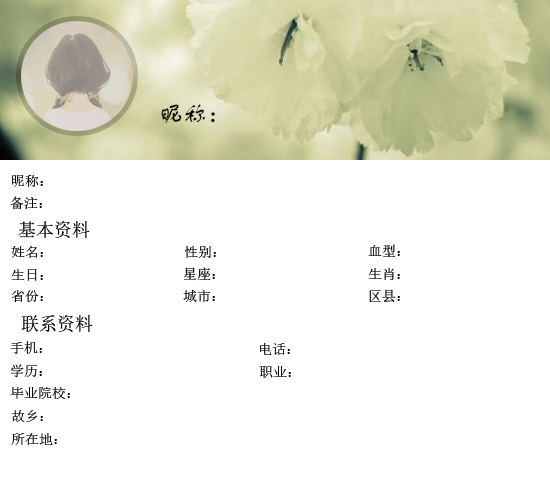 昵称：
昵称：
备注：
基本资料
姓名： 性别： 血型：
生日： 星座： 生肖：
省份： 城市： 区县：
联系资料
手机： 电话：
学历： 职业：
毕业院校：
故乡：
所在地：